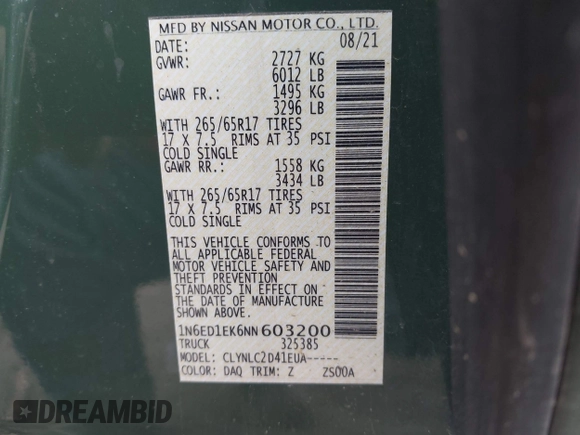 MFD BY NISSAN MOTOR CO., LTD.
DATE: 08/21
GVWR: 2727 KG
6012 LB
GAWR FR.: 1495 KG
3296 LB
WITH 265/65R17 TIRES
17 X 7.5 RIMS AT 35 PSI
COLD SINGLE
GAWR RR.: 1558 KG
3434 LB
WITH 265/65R17 TIRES
17 X 7.5 RIMS AT 35 PSI
COLD SINGLE
THIS VEHICLE CONFORMS TO
ALL APPLICABLE FEDERAL
MOTOR VEHICLE SAFETY AND
THEFT PREVENTION
STANDARDS IN EFFECT ON
THE DATE OF MANUFACTURE
SHOWN ABOVE.
1N6ED1EK6NN603200
TRUCK 325385
MODEL: CLYNLC2D41EUA-----
COLOR: DAQ TRIM: Z ZS00A
DREAMBID